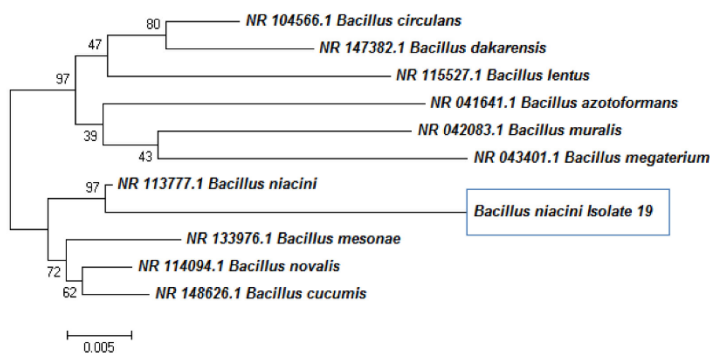 80
NR 104566.1 Bacillus circulans
47
NR 147382.1 Bacillus dakarensis
97
NR 115527.1 Bacillus lentus
NR 041641.1 Bacillus azotoformans
39
NR 042083.1 Bacillus muralis
43
NR 043401.1 Bacillus megaterium
97
NR 113777.1 Bacillus niacini
Bacillus niacini Isolate 19
NR 133976.1 Bacillus mesonae
72
NR 114094.1 Bacillus novalis
62
NR 148626.1 Bacillus cucumis
0.005